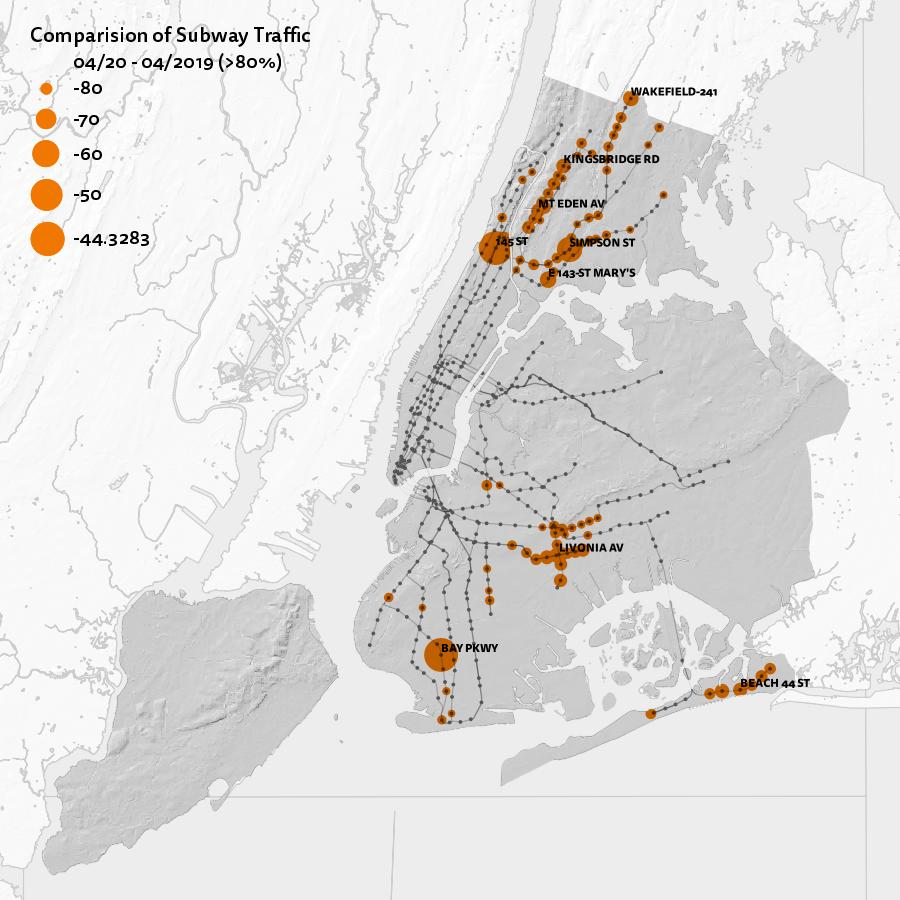 Comparision of Subway Traffic
04/20 - 04/2019 (>80%)
-80
-70
-60
-50
-44.3283
WAKEFIELD-241
KINGSBRIDGE RD
MT EDEN AV
145 ST
SIMPSON ST
E 143-ST MARY'S
LIVONIA AV
BAY PKWY
BEACH 44 ST